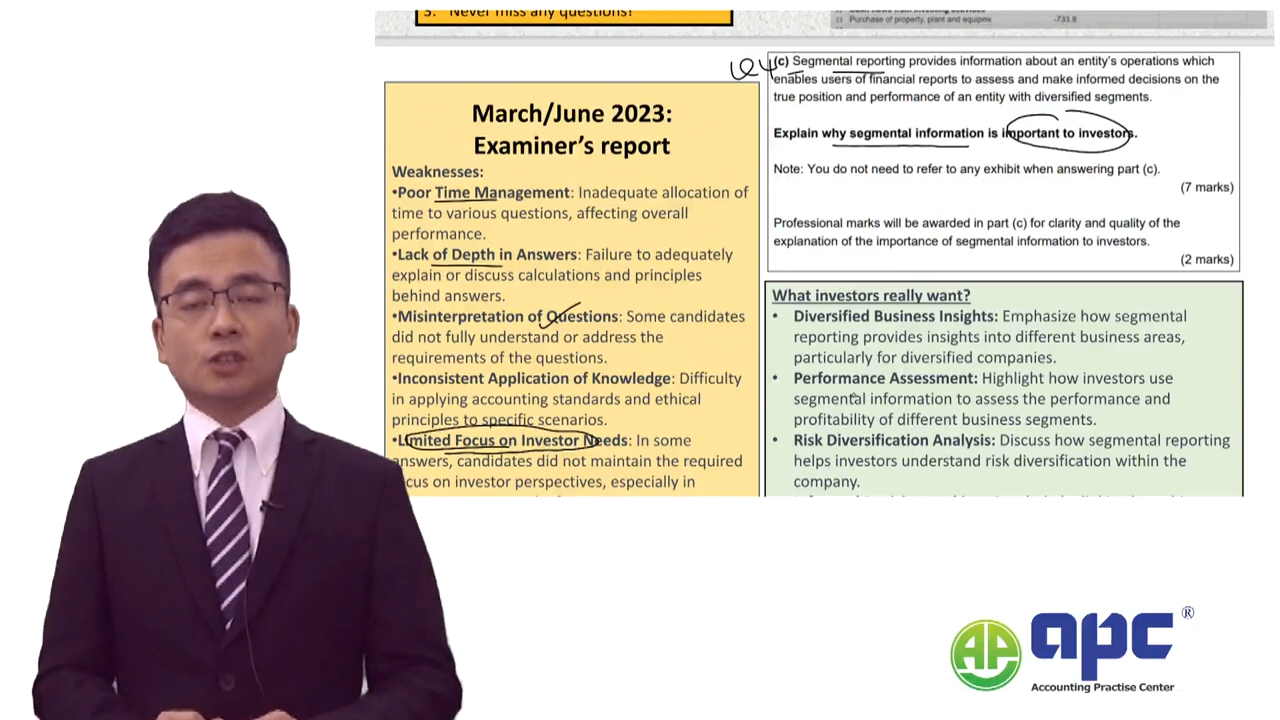 3. Never miss any questions?
Cash flows from investing activities
23 Purchase of property, plant and equipme -733.8
Q4
(c) Segmental reporting provides information about an entity's operations which
enables users of financial reports to assess and make informed decisions on the
true position and performance of an entity with diversified segments.
Explain why segmental information is important to investors.
Note: You do not need to refer to any exhibit when answering part (c).
(7 marks)
Professional marks will be awarded in part (c) for clarity and quality of the
explanation of the importance of segmental information to investors.
(2 marks)
March/June 2023:
Examiner's report
Weaknesses:
•Poor Time Management: Inadequate allocation of
time to various questions, affecting overall
performance.
•Lack of Depth in Answers: Failure to adequately
explain or discuss calculations and principles
behind answers.
•Misinterpretation of Questions: Some candidates
did not fully understand or address the
requirements of the questions.
•Inconsistent Application of Knowledge: Difficulty
in applying accounting standards and ethical
principles to specific scenarios.
•Limited Focus on Investor Needs: In some
answers, candidates did not maintain the required
focus on investor perspectives, especially in
What investors really want?
• Diversified Business Insights: Emphasize how segmental
reporting provides insights into different business areas,
particularly for diversified companies.
• Performance Assessment: Highlight how investors use
segmental information to assess the performance and
profitability of different business segments.
• Risk Diversification Analysis: Discuss how segmental reporting
helps investors understand risk diversification within the
company.
AP
apc®
Accounting Practise Center